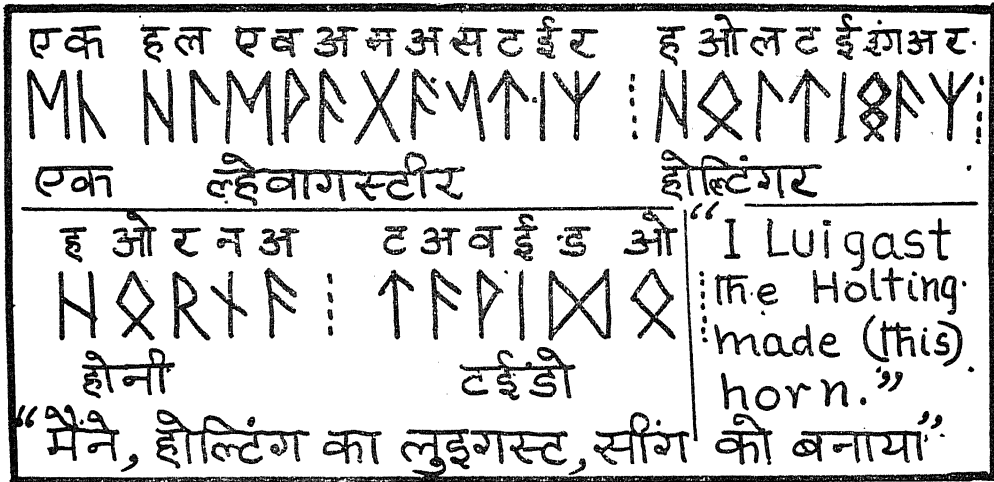 एक हल एव अ ग अ स ट ई र ह ओ ल ट ई इंग अ र
ᛖᚲ ᚺᛚᛖᚹᚨᚷᚨᛊᛏᛁᛉ ⁝ ᚺᛟᛚᛏᛁᛜᚨᛉ ⁝
एक ल्हेवागस्टीर होल्टिंगर
ह ओ र न अ ट अ व ई ड ओ
ᚺᛟᚱᚾᚨ ⁝ ᛏᚨᚹᛁᛞᛟ ⁝
होनी टईडो
“I Luigast
the Holting
made (this)
horn.”
“मैंने, होल्टिंग का लुइगस्ट, सींग को बनाया”